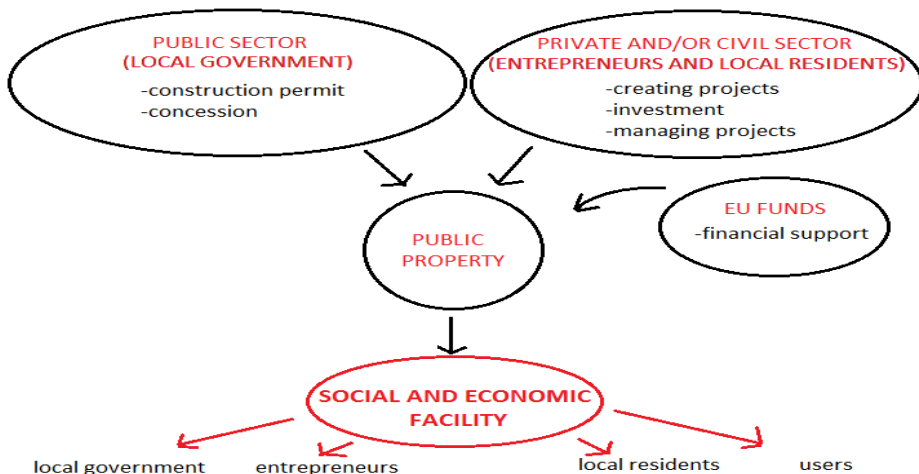 PUBLIC SECTOR
(LOCAL GOVERNMENT)
-construction permit
-concession
PRIVATE AND/OR CIVIL SECTOR
(ENTREPRENEURS AND LOCAL RESIDENTS)
-creating projects
-investment
-managing projects
EU FUNDS
-financial support
PUBLIC
PROPERTY
SOCIAL AND ECONOMIC
FACILITY
local government
entrepreneurs
local residents
users